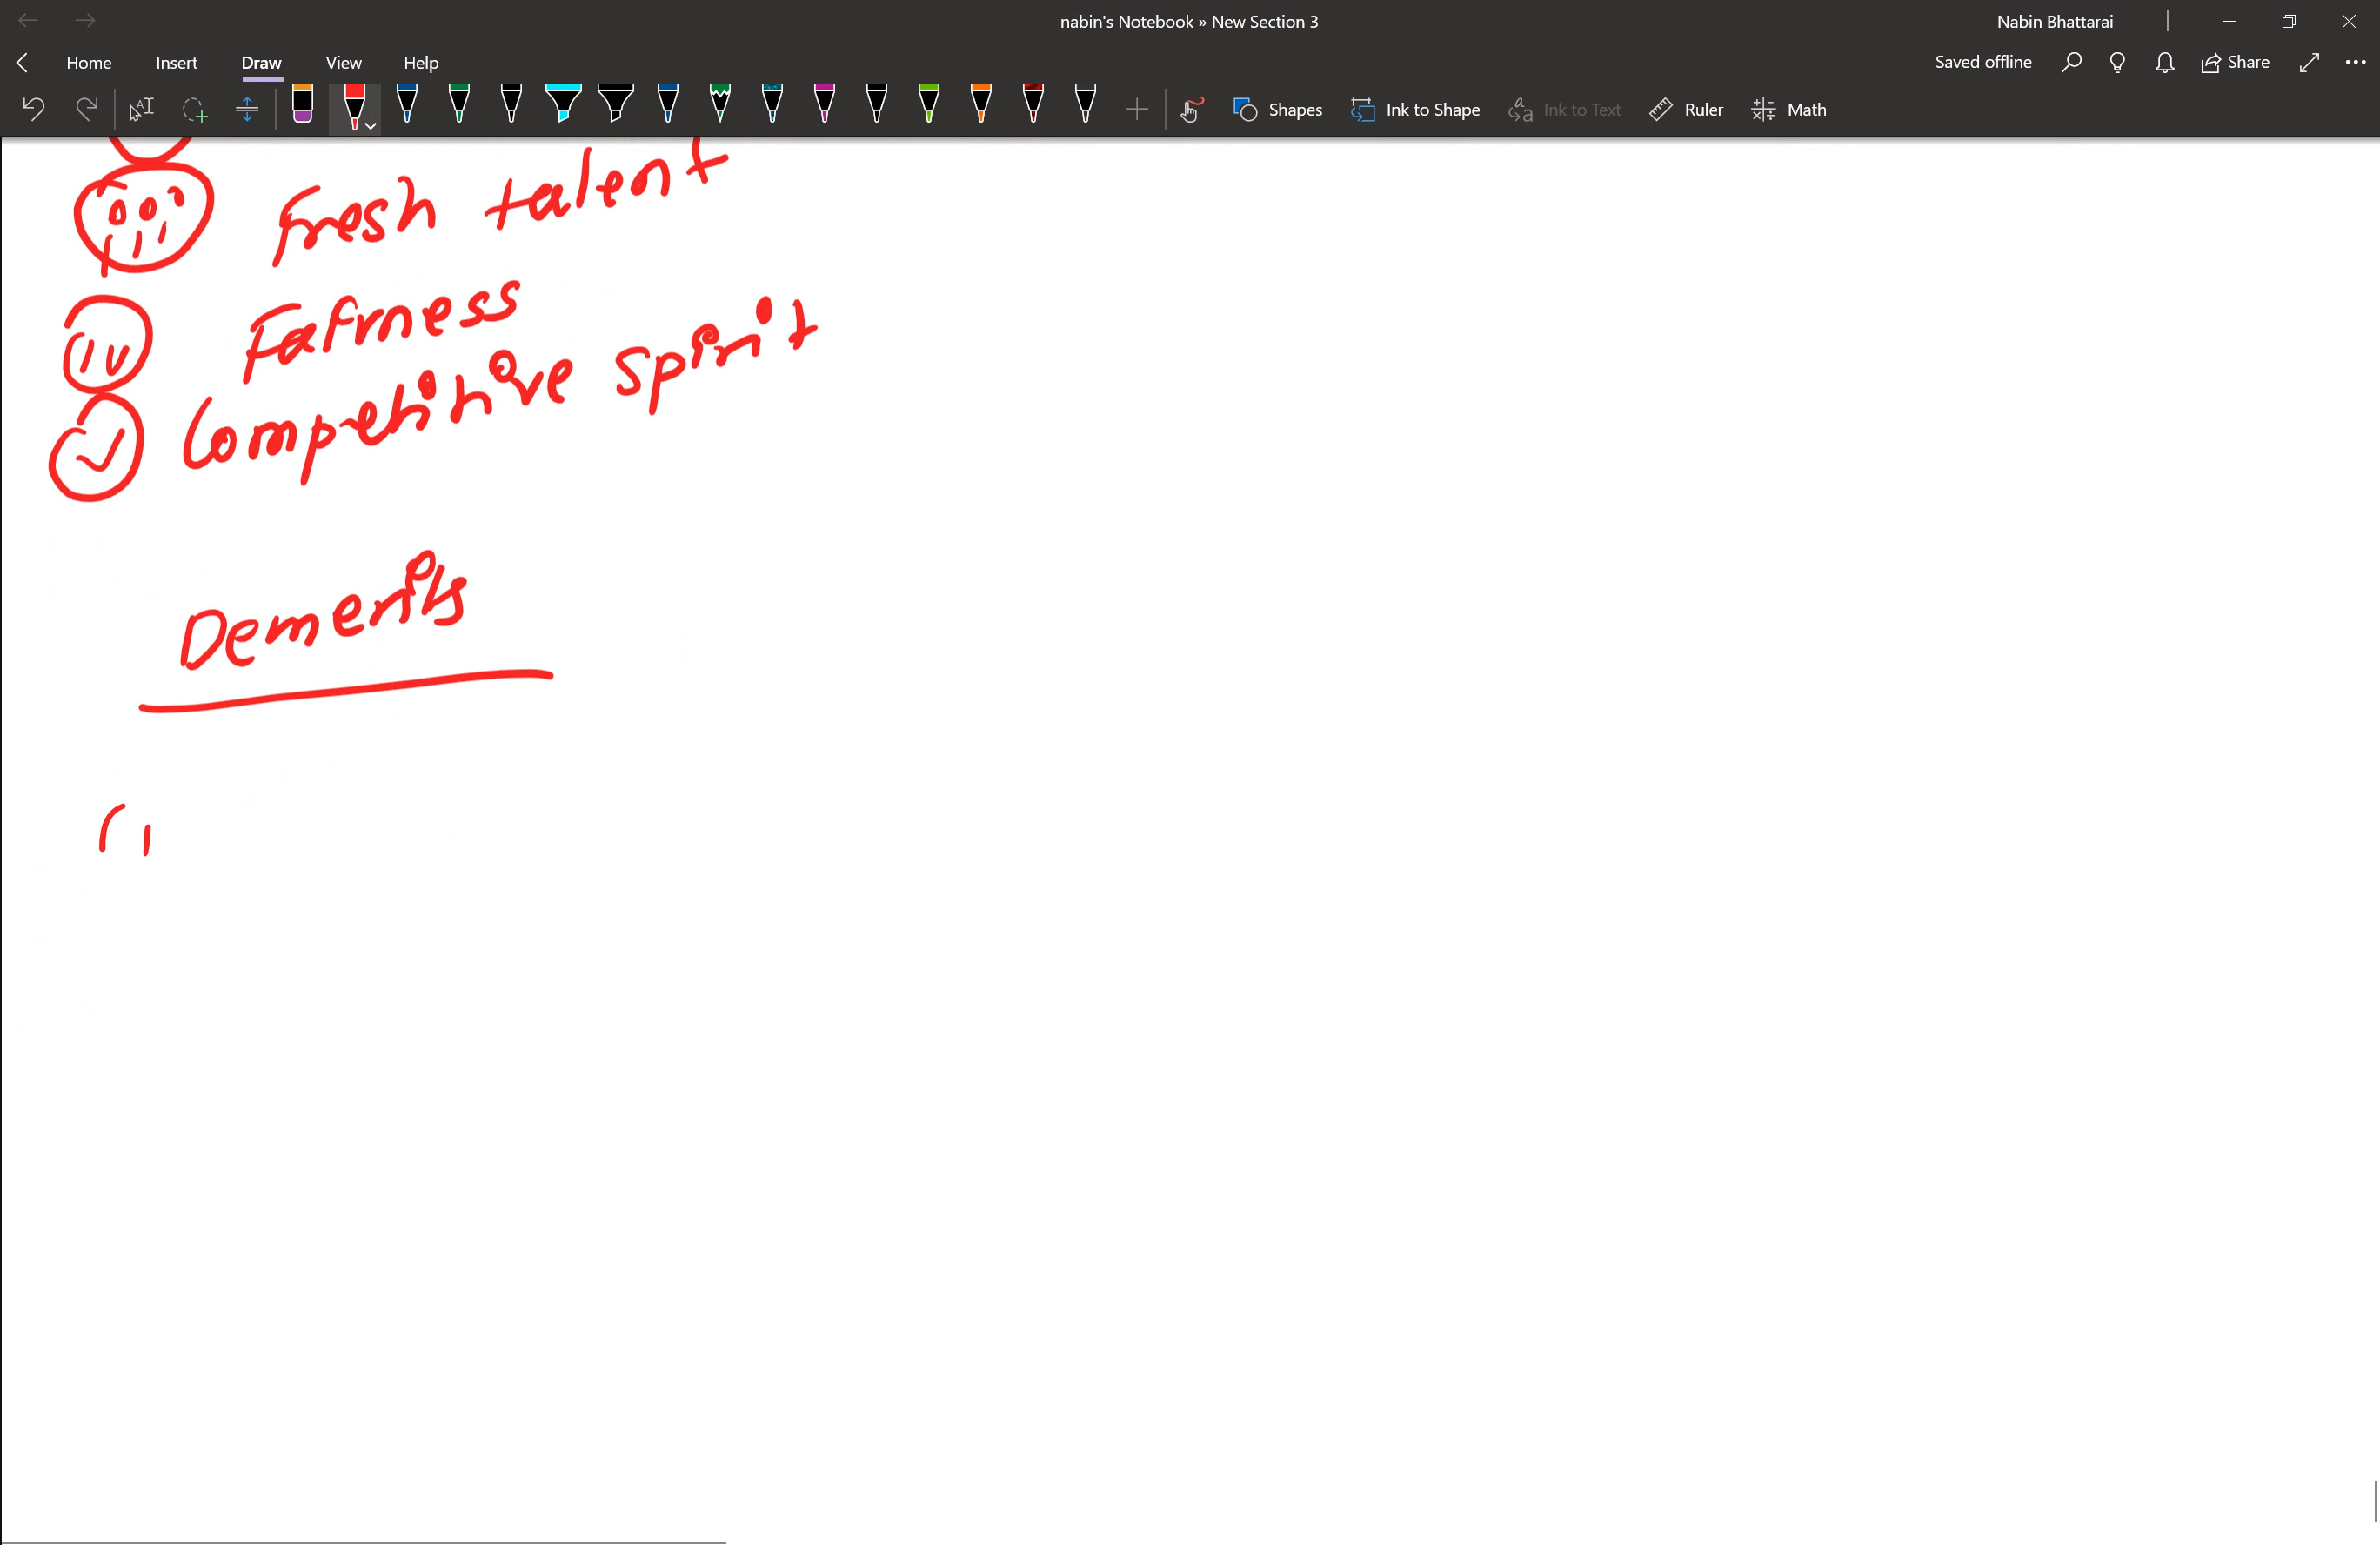 nabin's Notebook » New Section 3
Nabin Bhattarai
Home Insert Draw View Help
Saved offline
Share
Shapes Ink to Shape Ink to Text Ruler Math
(iii) Fresh talent
(iv) Fairness
(v) Competitive spirit
Demerits
(i